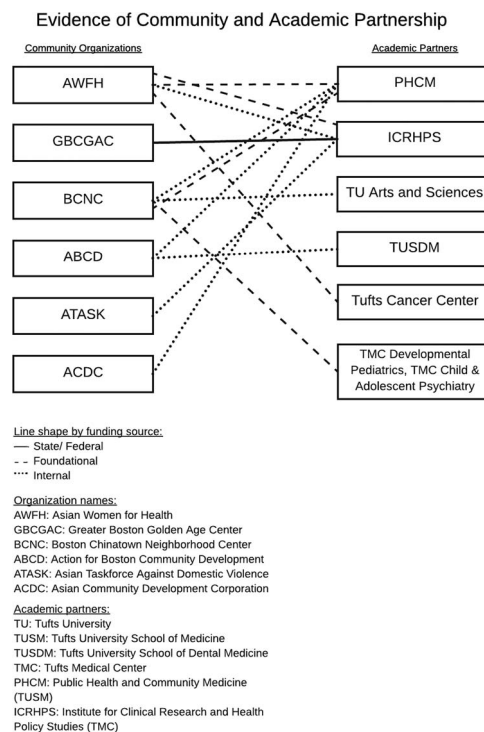 Evidence of Community and Academic Partnership
Community Organizations
Academic Partners
AWFH
PHCM
GBCGAC
ICRHPS
BCNC
TU Arts and Sciences
ABCD
TUSDM
ATASK
Tufts Cancer Center
ACDC
TMC Developmental
Pediatrics, TMC Child &
Adolescent Psychiatry
Line shape by funding source:
State/ Federal
Foundational
Internal
Organization names:
AWFH: Asian Women for Health
GBCGAC: Greater Boston Golden Age Center
BCNC: Boston Chinatown Neighborhood Center
ABCD: Action for Boston Community Development
ATASK: Asian Taskforce Against Domestic Violence
ACDC: Asian Community Development Corporation
Academic partners:
TU: Tufts University
TUSM: Tufts University School of Medicine
TUSDM: Tufts University School of Dental Medicine
TMC: Tufts Medical Center
PHCM: Public Health and Community Medicine
(TUSM)
ICRHPS: Institute for Clinical Research and Health
Policy Studies (TMC)